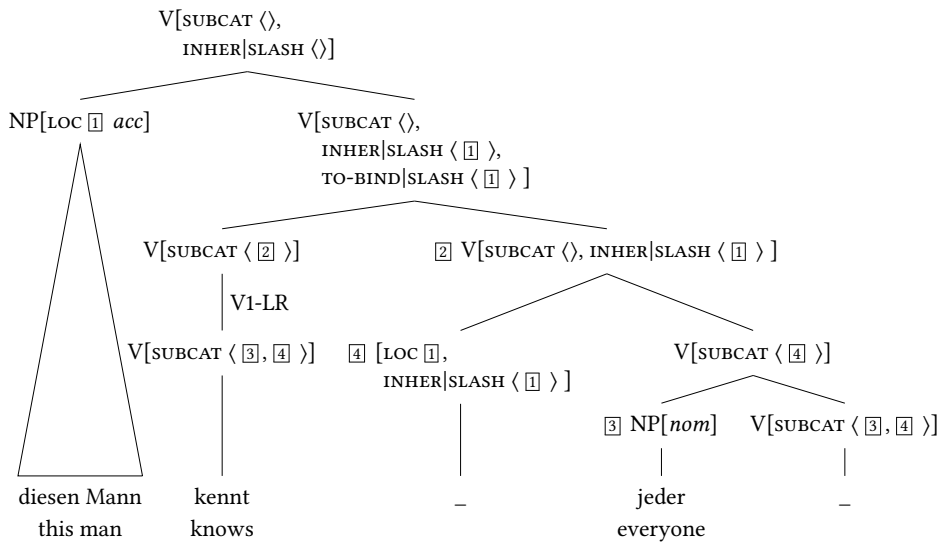 V[SUBCAT ⟨⟩,
INHER|SLASH ⟨⟩]
NP[LOC 1 acc]
V[SUBCAT ⟨⟩,
INHER|SLASH ⟨ 1 ⟩,
TO-BIND|SLASH ⟨ 1 ⟩ ]
V[SUBCAT ⟨ 2 ⟩]
2 V[SUBCAT ⟨⟩, INHER|SLASH ⟨ 1 ⟩ ]
V1-LR
V[SUBCAT ⟨ 3, 4 ⟩]
4 [LOC 1,
INHER|SLASH ⟨ 1 ⟩ ]
V[SUBCAT ⟨ 4 ⟩]
3 NP[nom]
V[SUBCAT ⟨ 3, 4 ⟩]
diesen Mann kennt _ jeder _
this man knows everyone